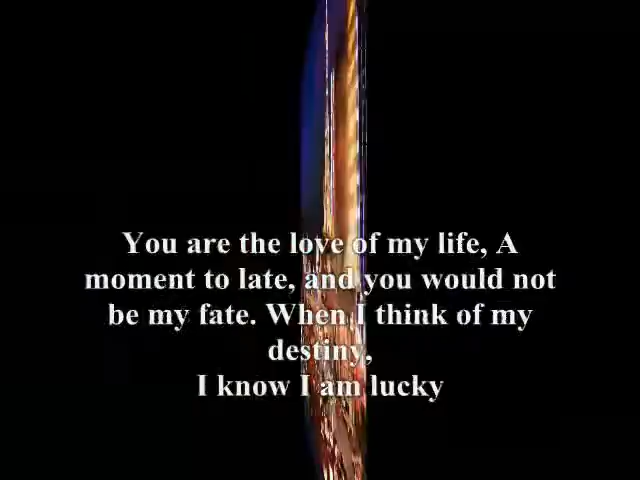 You are the love of my life, A
moment to late, and you would not
be my fate. When I think of my
destiny,
I know I am lucky